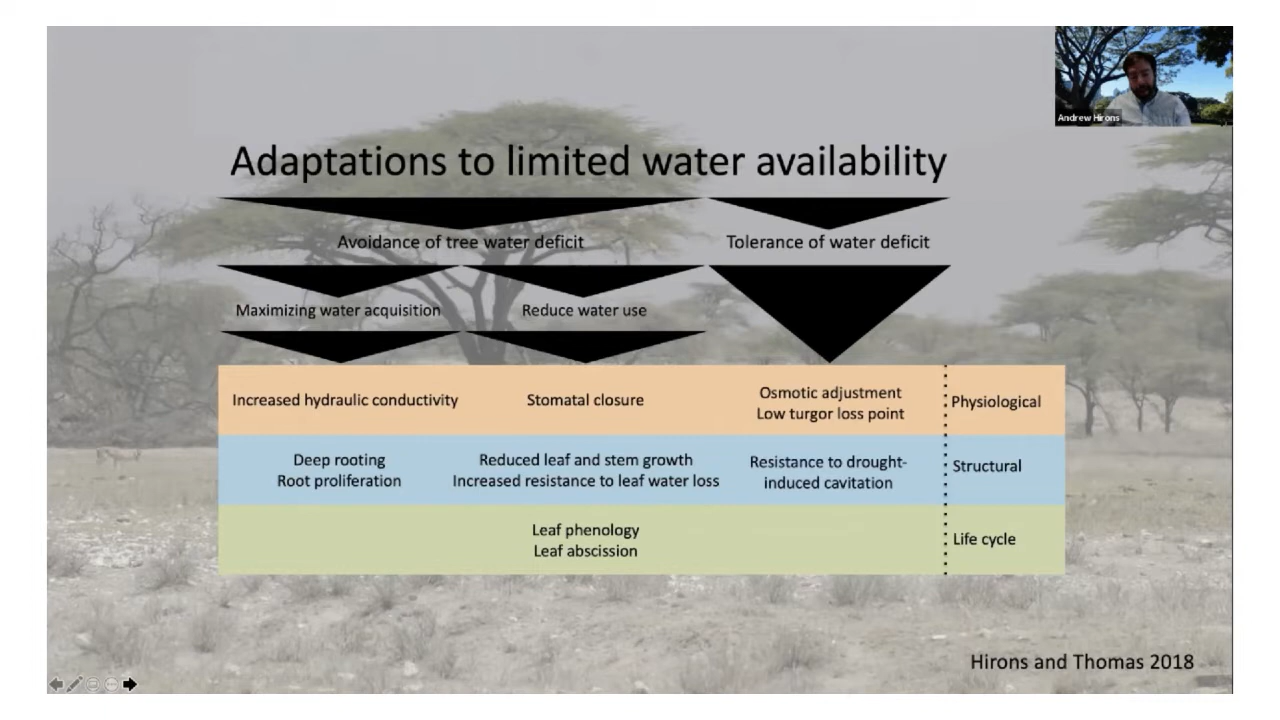 Andrew Hirons
Adaptations to limited water availability
Avoidance of tree water deficit
Tolerance of water deficit
Maximizing water acquisition
Reduce water use
Increased hydraulic conductivity
Stomatal closure
Osmotic adjustment
Low turgor loss point
Physiological
Deep rooting
Root proliferation
Reduced leaf and stem growth
Increased resistance to leaf water loss
Resistance to drought-
induced cavitation
Structural
Leaf phenology
Leaf abscission
Life cycle
Hirons and Thomas 2018